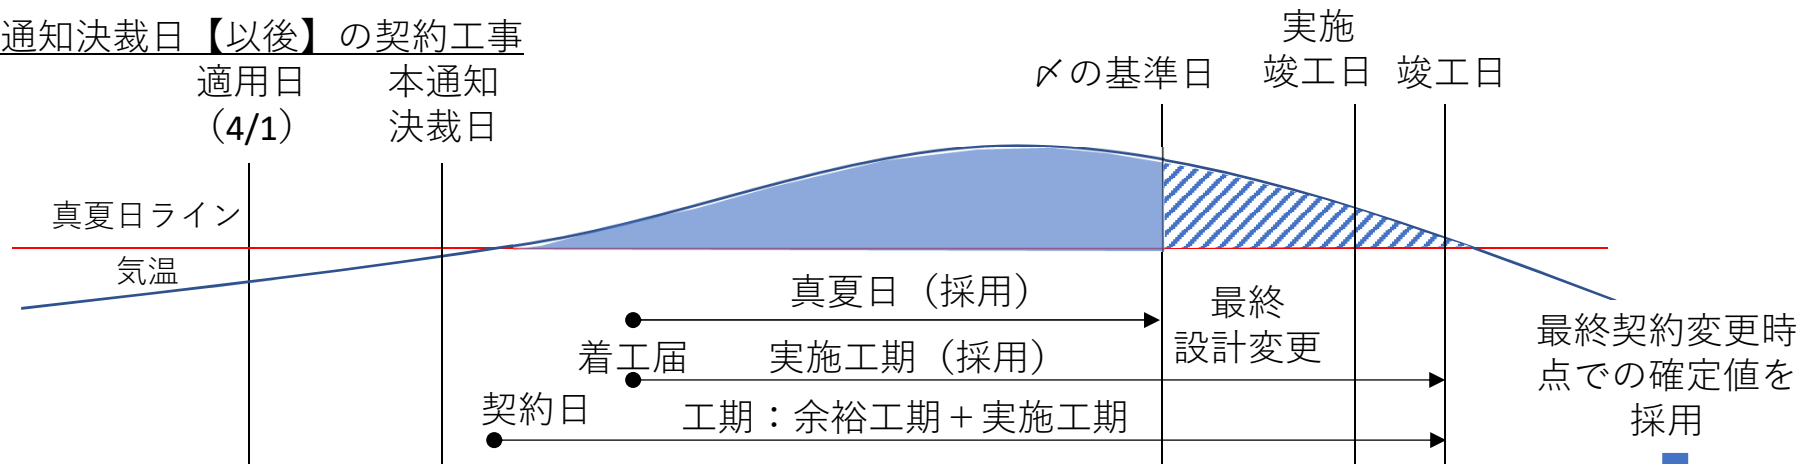 通知決裁日【以後】の契約工事
適用日
（4/1）
本通知
決裁日
〆の基準日
実施
竣工日
竣工日
真夏日ライン
気温
真夏日（採用）
最終
設計変更
着工届
実施工期（採用）
契約日
工期：余裕工期＋実施工期
最終契約変更時
点での確定値を
採用